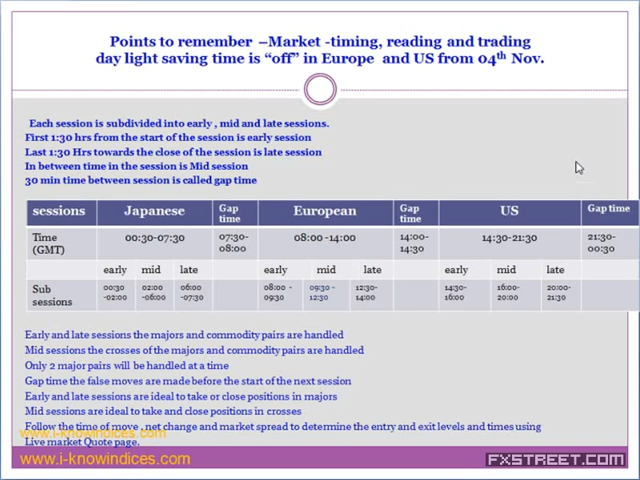 Points to remember –Market -timing, reading and trading
day light saving time is “off” in Europe and US from 04th Nov.
Each session is subdivided into early , mid and late sessions.
First 1:30 hrs from the start of the session is early session
Last 1:30 Hrs towards the close of the session is late session
In between time in the session is Mid session
30 min time between session is called gap time
sessions Japanese Gap time European Gap time US Gap time
Time (GMT) 00:30-07:30 07:30-08:00 08:00 -14:00 14:00-14:30 14:30-21:30 21:30-00:30
early mid late early mid late early mid late
Sub sessions 00:30 -02:00 02:00 -06:00 06:00 -07:30 08:00 -09:30 09:30 -12:30 12:30-14:00 14:30-16:00 16:00-20:00 20:00-21:30
Early and late sessions the majors and commodity pairs are handled
Mid sessions the crosses of the majors and commodity pairs are handled
Only 2 major pairs will be handled at a time
Gap time the false moves are made before the start of the next session
Early and late sessions are ideal to take or close positions in majors
Mid sessions are ideal to take and close positions in crosses
Follow the time of move , net change and market spread to determine the entry and exit levels and times using
www.i-knowindices.com
Live market Quote page.
www.i-knowindices.com
FXSTREET.COM